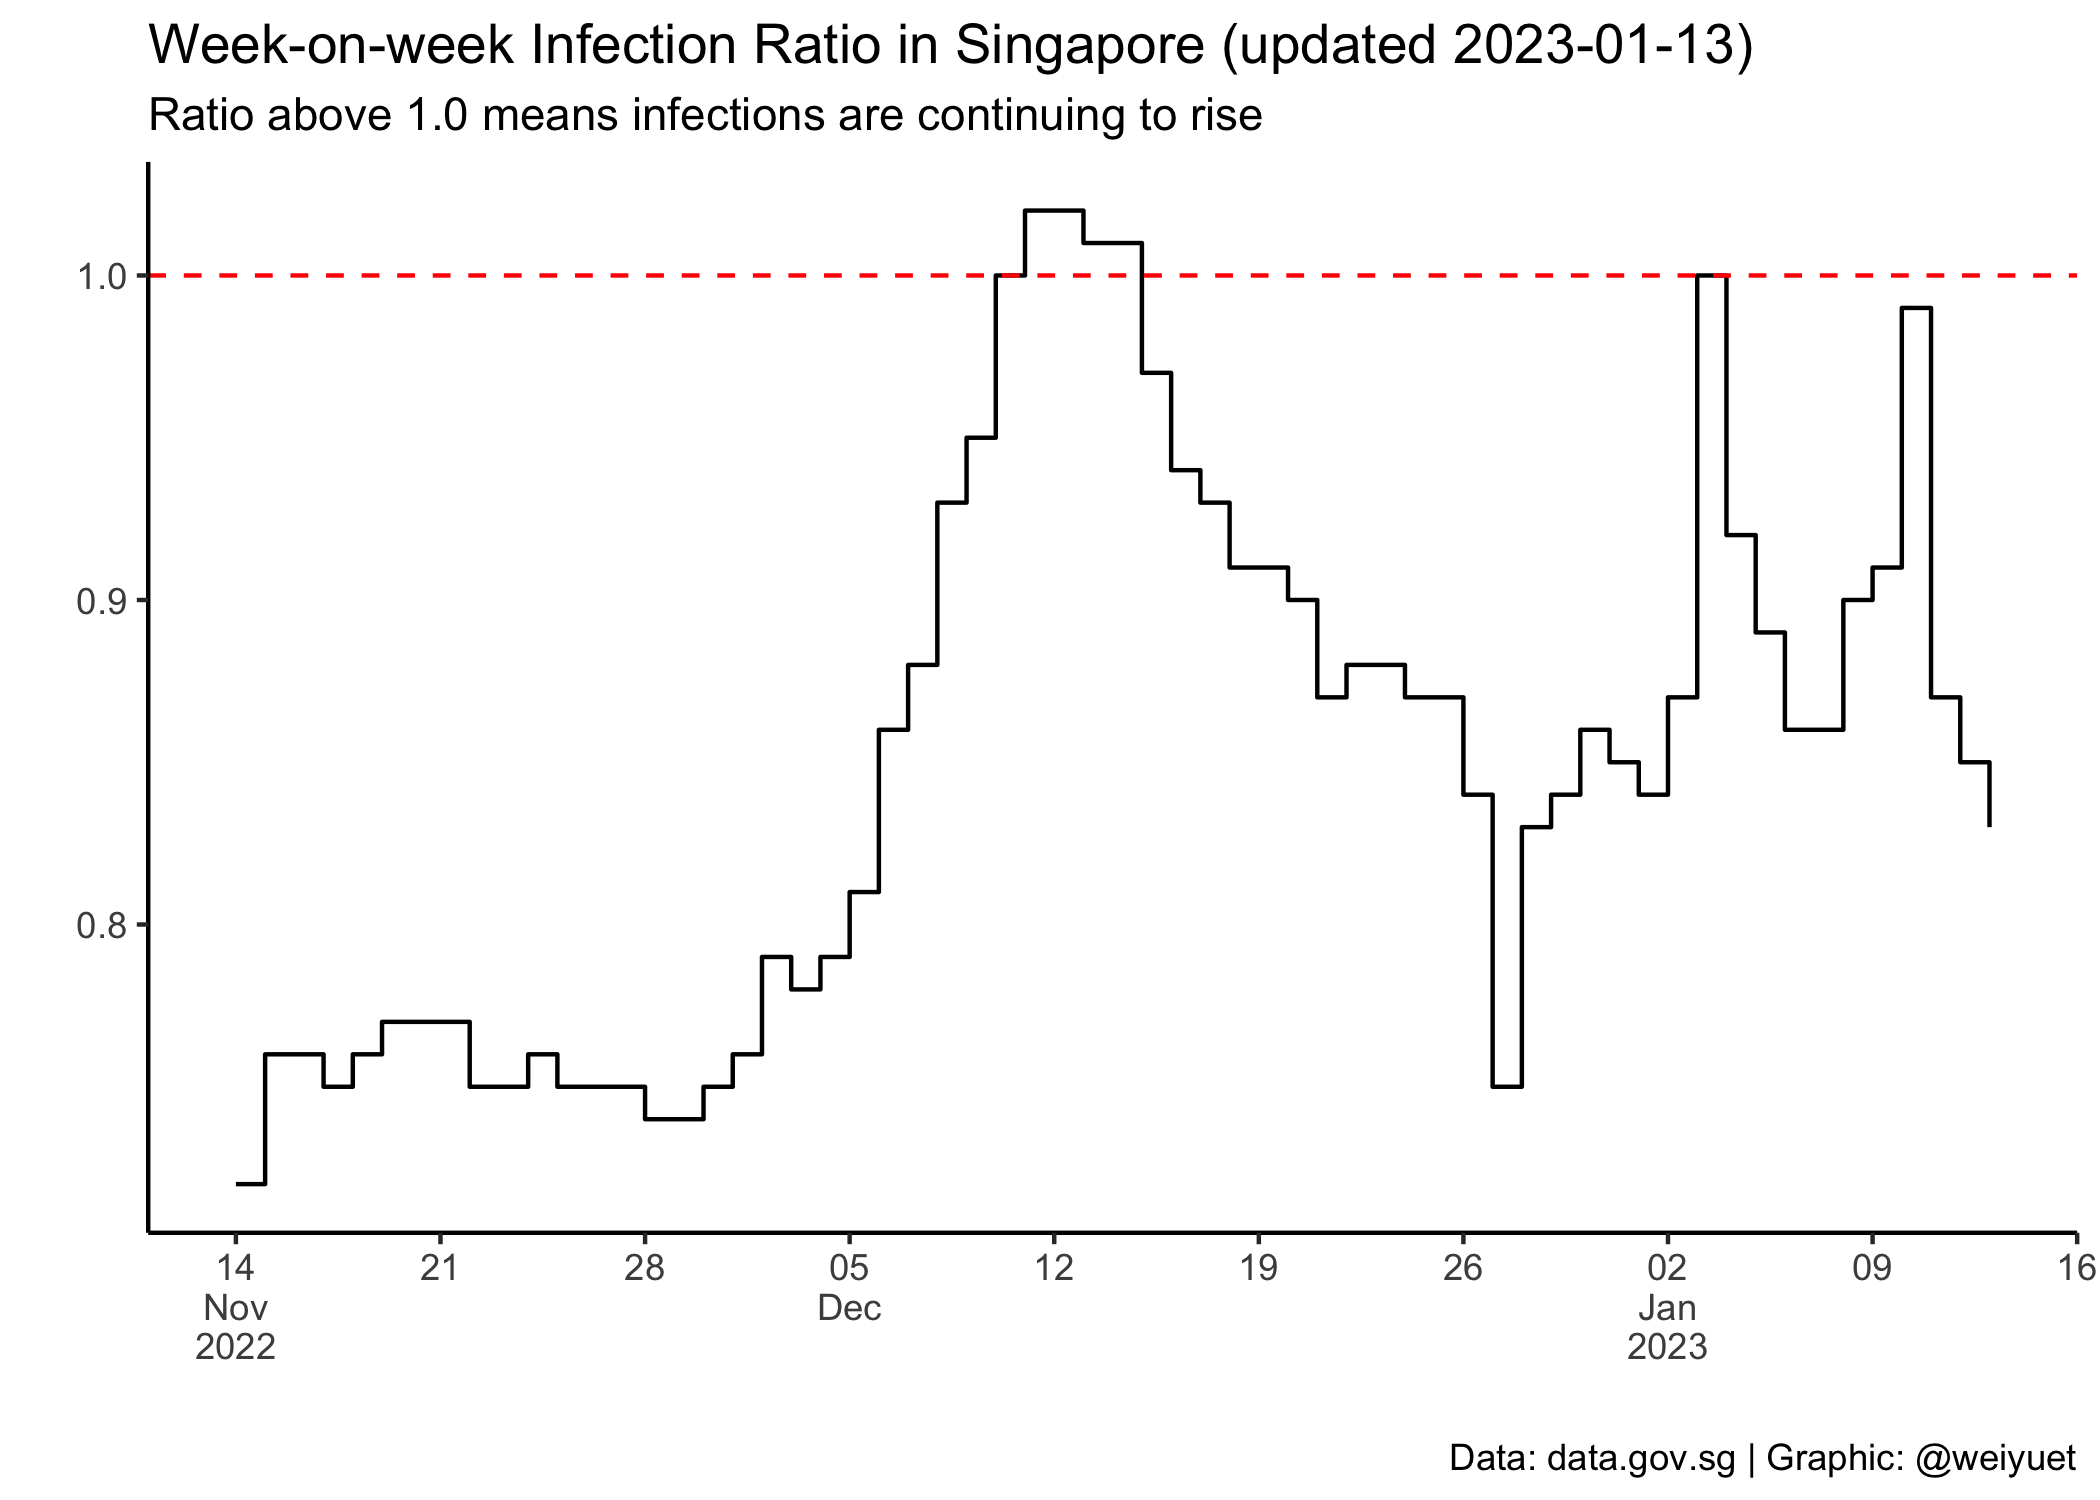 Week-on-week Infection Ratio in Singapore (updated 2023-01-13)
Ratio above 1.0 means infections are continuing to rise
1.0
0.9
0.8
14 21 28 05 12 19 26 02 09 16
Nov Dec Jan
2022 2023
Data: data.gov.sg | Graphic: @weiyuet